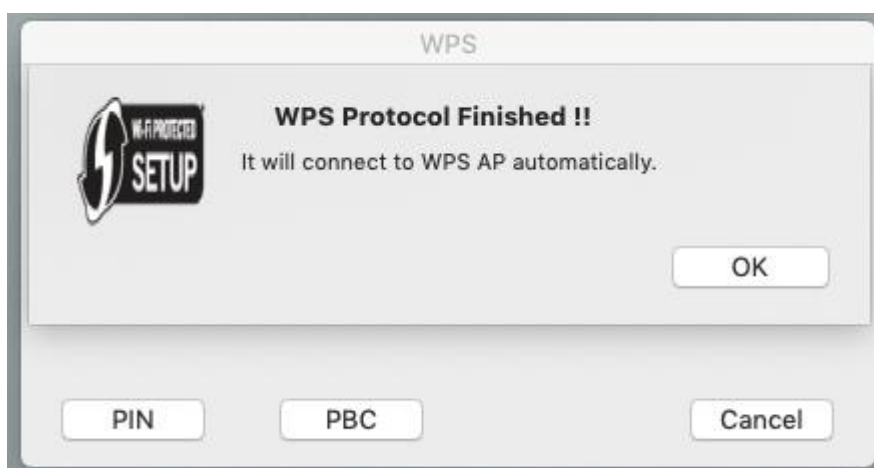 WPS
WPS Protocol Finished !!
Wi-Fi PROTECTED
SETUP
It will connect to WPS AP automatically.
OK
PIN
PBC
Cancel